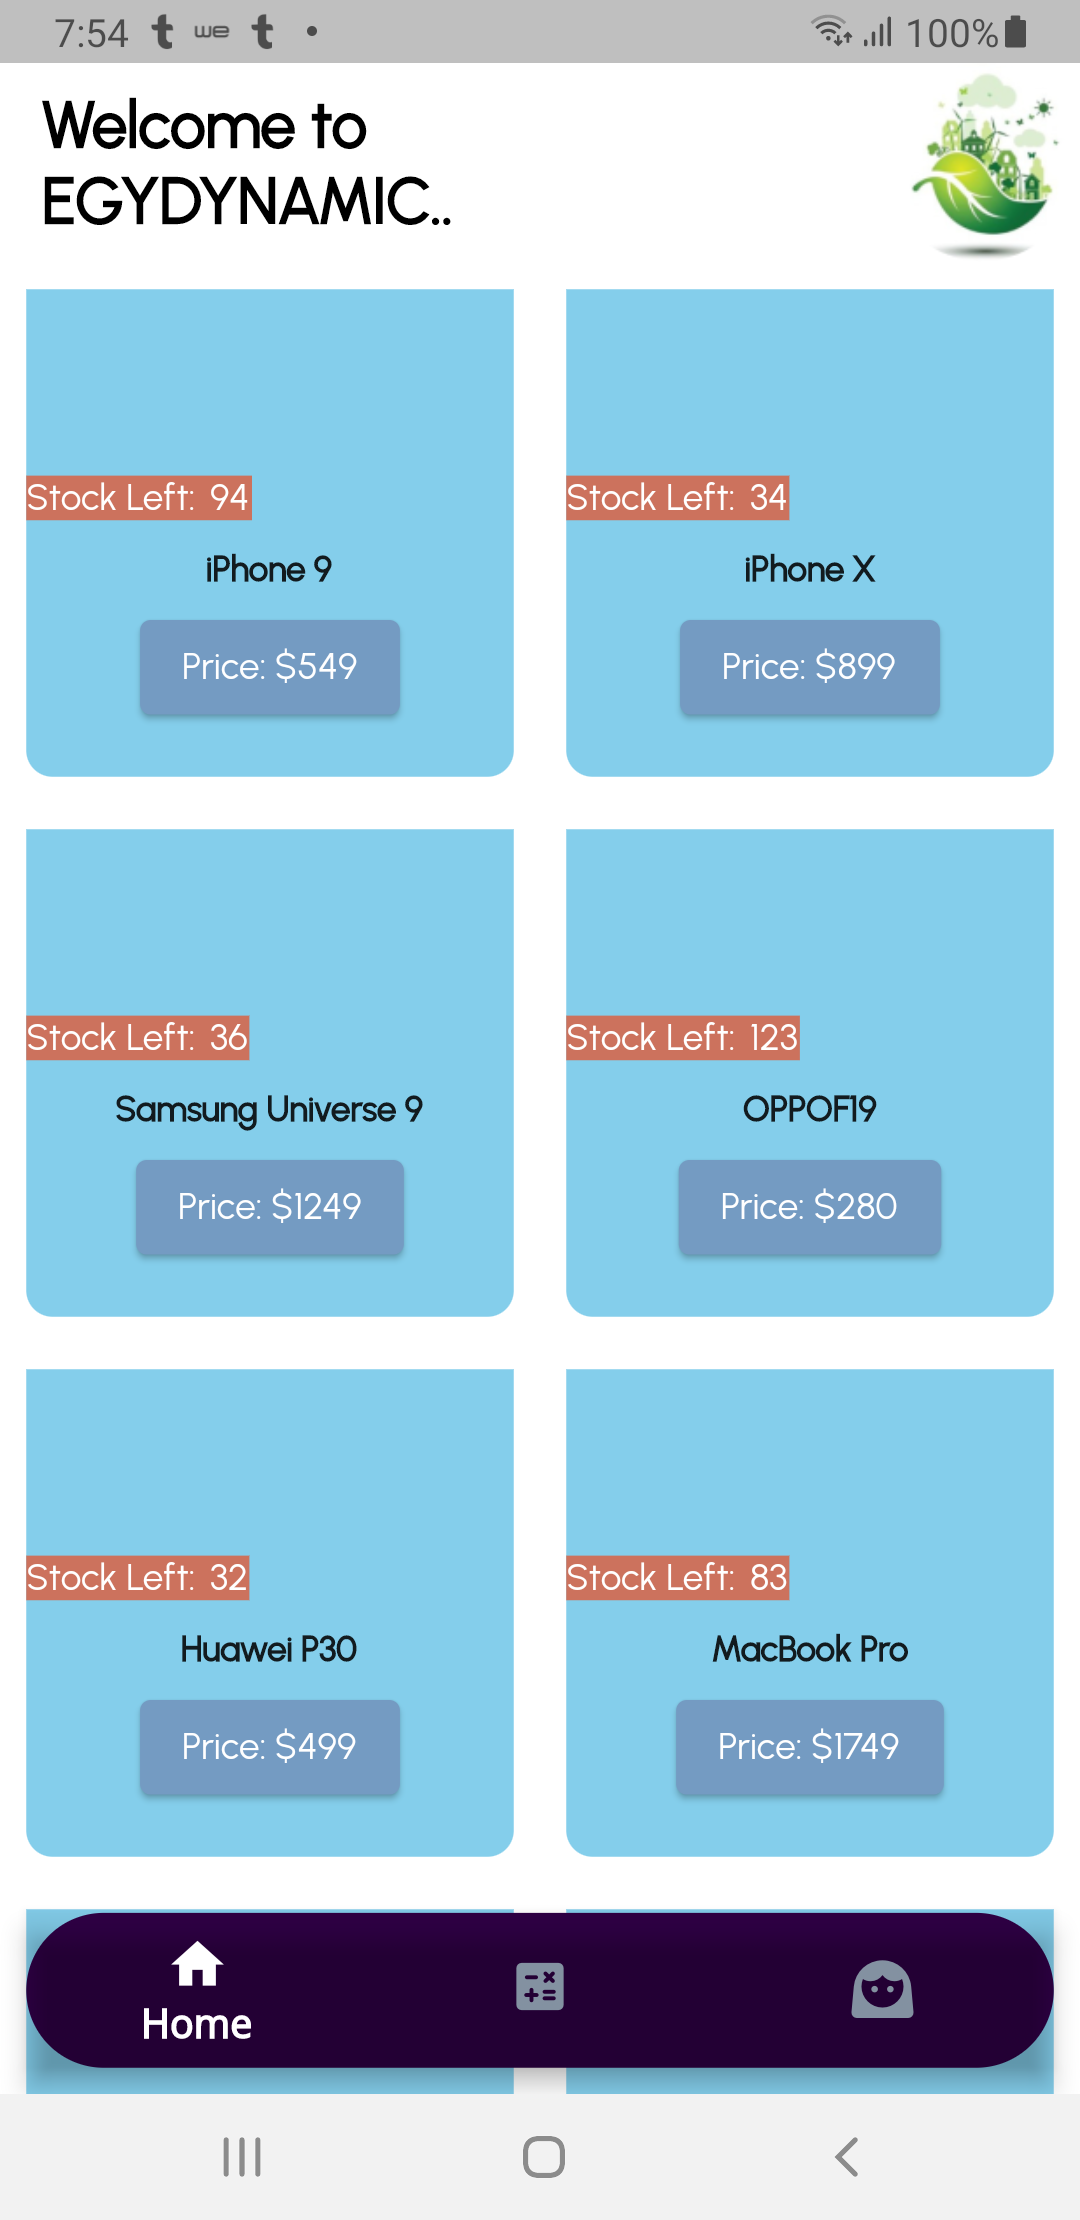 7:54 t we t 100%
Welcome to
EGYDYNAMIC..
Stock Left: 94
iPhone 9
Price: $549
Stock Left: 34
iPhone X
Price: $899
Stock Left: 36
Samsung Universe 9
Price: $1249
Stock Left: 123
OPPOF19
Price: $280
Stock Left: 32
Huawei P30
Price: $499
Stock Left: 83
MacBook Pro
Price: $1749
Home